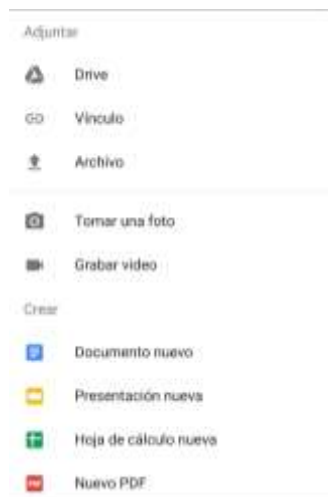 Adjuntar
Drive
Vínculo
Archivo
Tomar una foto
Grabar video
Crear
Documento nuevo
Presentación nueva
Hoja de cálculo nueva
PDF Nuevo PDF